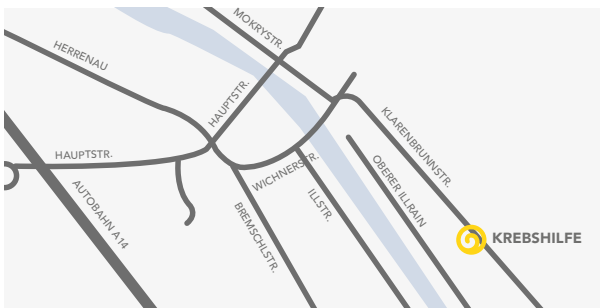 MOKRYSTR.
HERRENAU
HAUPTSTR.
KLARENBRUNNSTR.
HAUPTSTR.
WICHNERSTR.
OBERER ILLRAIN
AUTOBAHN A14
ILLSTR.
BREMSCHLSTR.
KREBSHILFE